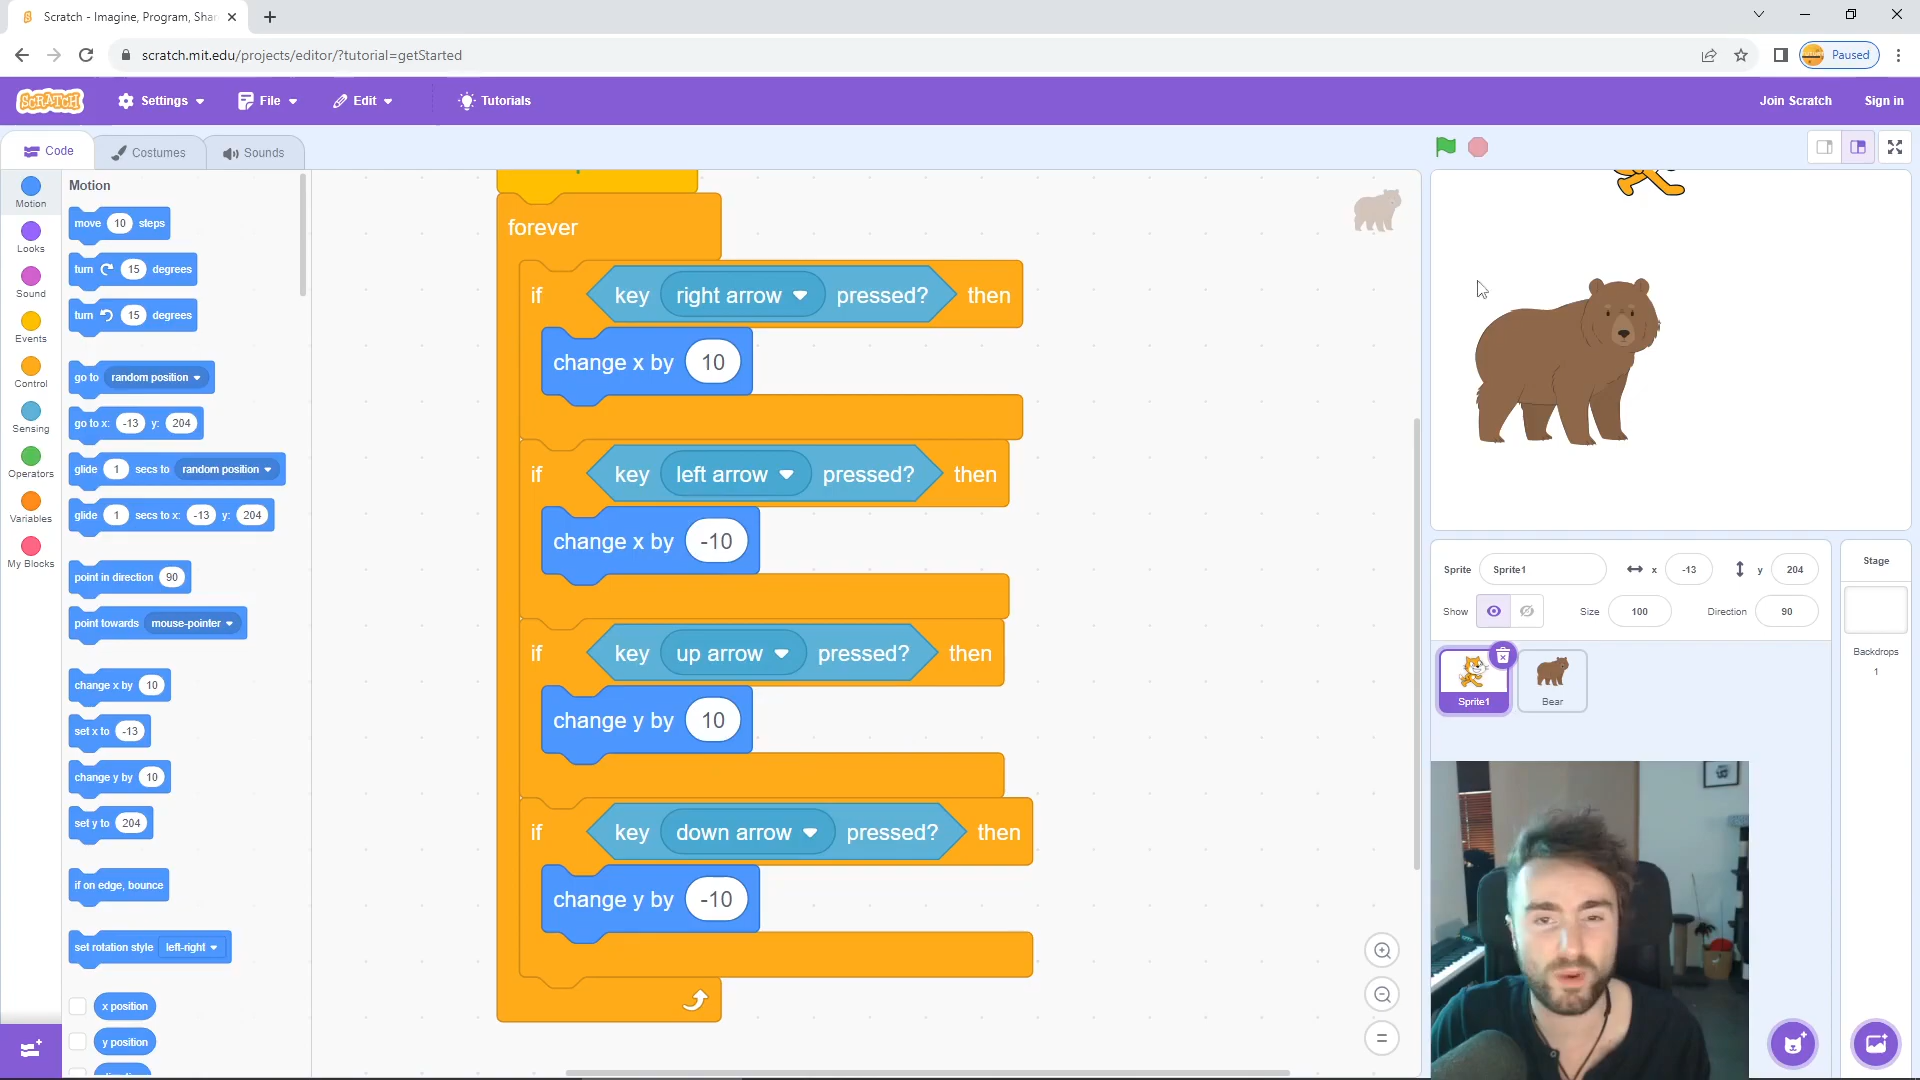 Scratch - Imagine, Program, Shar
scratch.mit.edu/projects/editor/?tutorial=getStarted
Paused
SCRATCH
Settings
File
Edit
Tutorials
Join Scratch
Sign in
Code
Costumes
Sounds
Motion
Looks
Sound
Events
Control
Sensing
Operators
Variables
My Blocks
Motion
move 10 steps
turn 15 degrees
turn 15 degrees
go to random position
go to x: -13 y: 204
glide 1 secs to random position
glide 1 secs to x: -13 y: 204
point in direction 90
point towards mouse-pointer
change x by 10
set x to -13
change y by 10
set y to 204
if on edge, bounce
set rotation style left-right
x position
y position
forever
if key right arrow pressed? then
change x by 10
if key left arrow pressed? then
change x by -10
if key up arrow pressed? then
change y by 10
if key down arrow pressed? then
change y by -10
Sprite Sprite1 x -13 y 204
Show Size 100 Direction 90
Sprite1
Bear
Stage
Backdrops
1